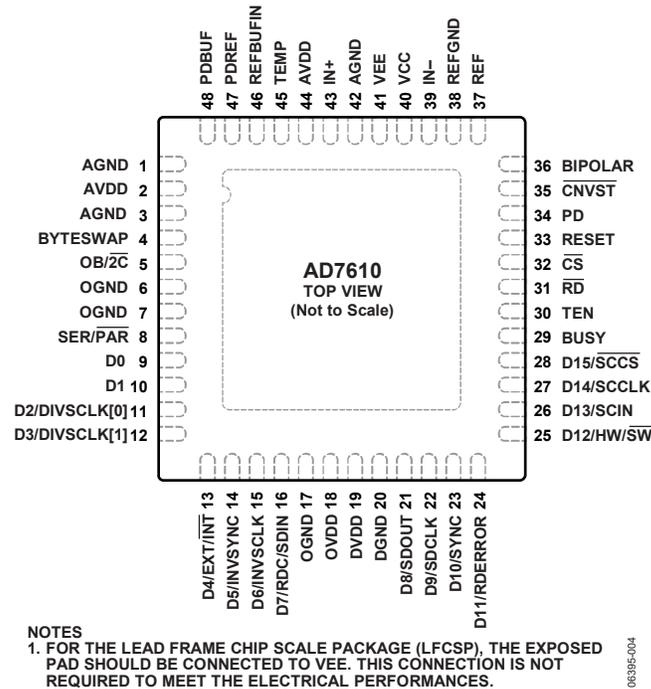 48 PDBUF
47 PDREF
46 REFBUFIN
45 TEMP
44 AVDD
43 IN+
42 AGND
41 VEE
40 VCC
39 IN–
38 REFGND
37 REF
AGND 1
AVDD 2
AGND 3
BYTESWAP 4
OB/2C 5
OGND 6
OGND 7
SER/PAR 8
D0 9
D1 10
D2/DIVSCLK[0] 11
D3/DIVSCLK[1] 12
AD7610
TOP VIEW
(Not to Scale)
36 BIPOLAR
35 CNVST
34 PD
33 RESET
32 CS
31 RD
30 TEN
29 BUSY
28 D15/SCCS
27 D14/SCCLK
26 D13/SCIN
25 D12/HW/SW
D4/EXT/INT 13
D5/INVSYNC 14
D6/INVSCLK 15
D7/RDC/SDIN 16
OGND 17
OVDD 18
DVDD 19
DGND 20
D8/SDOUT 21
D9/SDCLK 22
D10/SYNC 23
D11/RDERROR 24
NOTES
1. FOR THE LEAD FRAME CHIP SCALE PACKAGE (LFCSP), THE EXPOSED
PAD SHOULD BE CONNECTED TO VEE. THIS CONNECTION IS NOT
REQUIRED TO MEET THE ELECTRICAL PERFORMANCES.
06395-004